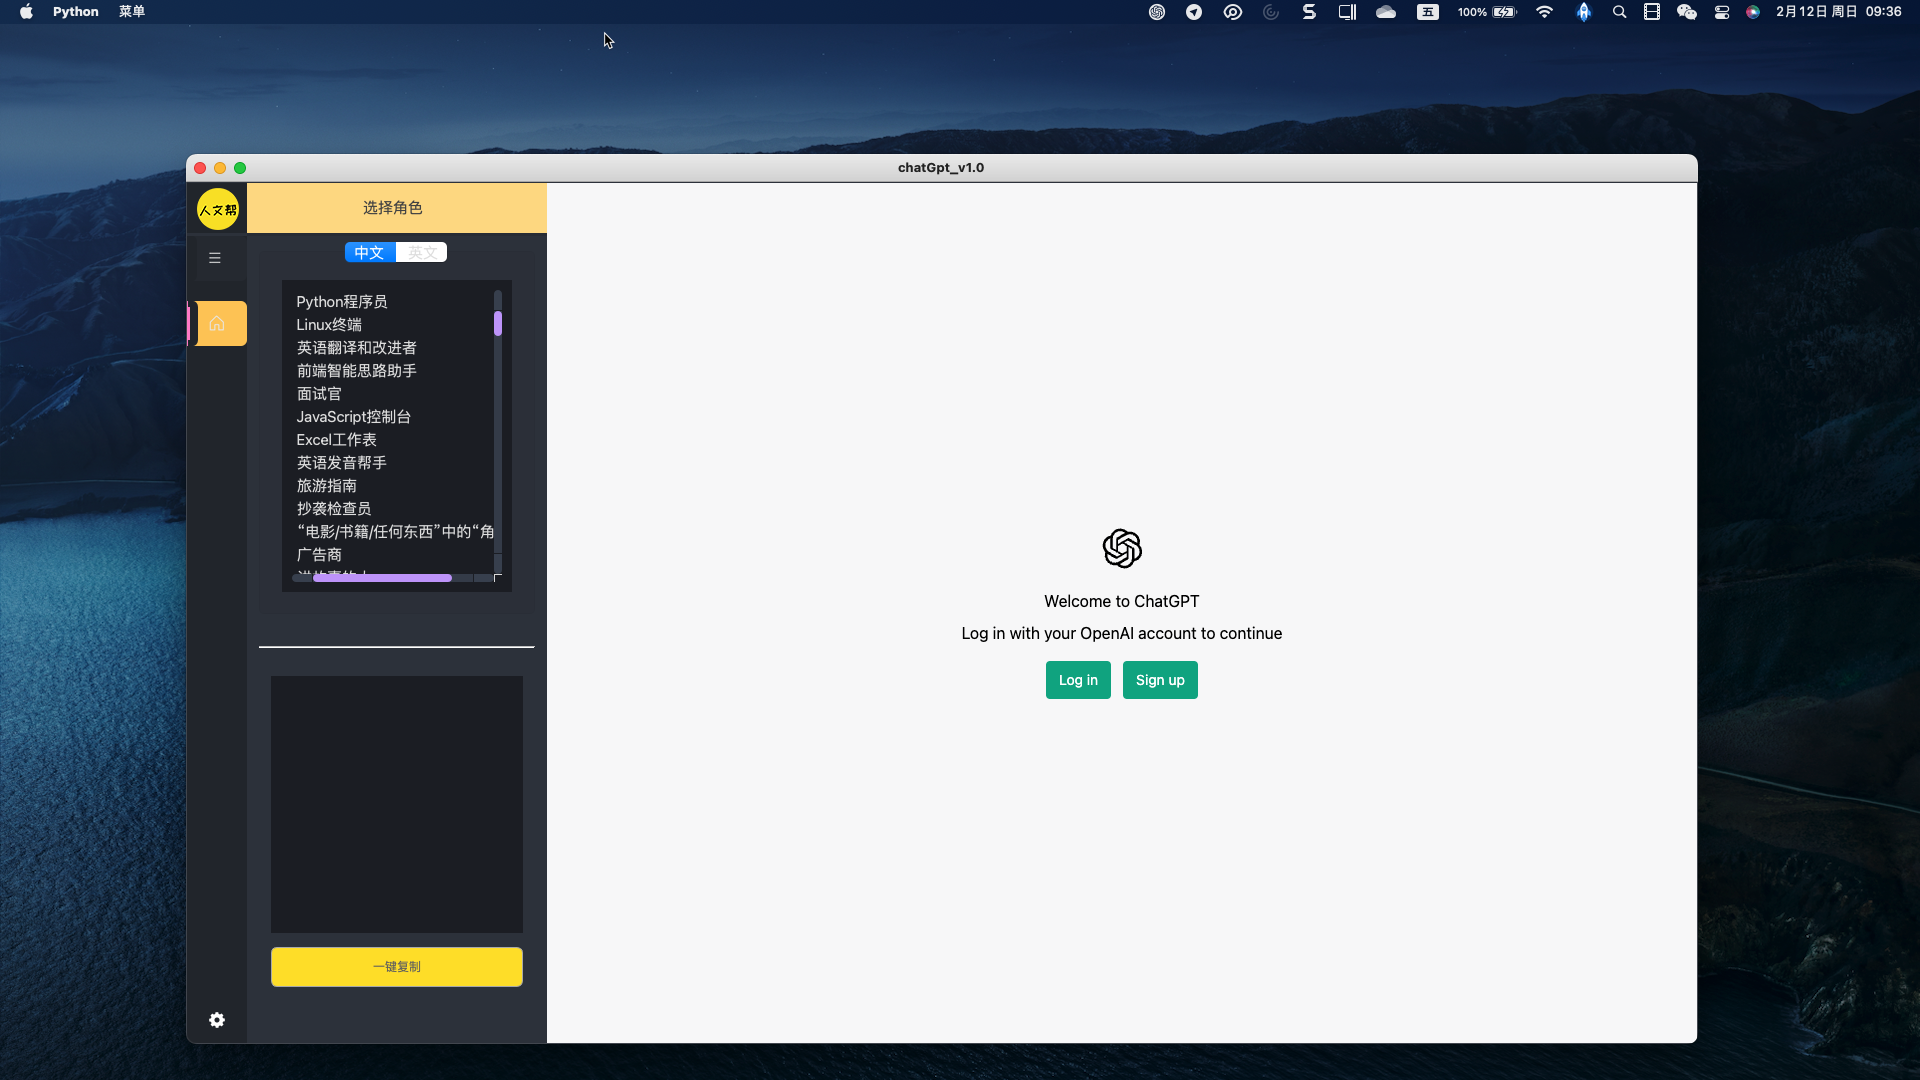 Python 菜单
五 100% 2月12日 周日 09:36
chatGpt_v1.0
人文帮
选择角色
中文 英文
Python程序员
Linux终端
英语翻译和改进者
前端智能思路助手
面试官
JavaScript控制台
Excel工作表
英语发音帮手
旅游指南
抄袭检查员
“电影/书籍/任何东西”中的“角
广告商
一键复制
Welcome to ChatGPT
Log in with your OpenAI account to continue
Log in Sign up